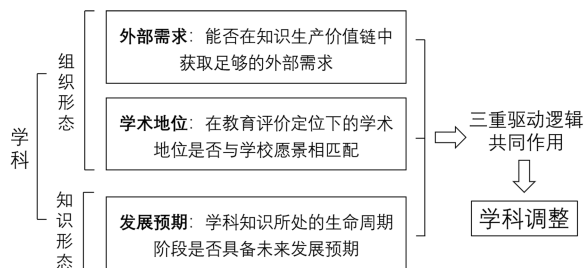 学科
组织形态
外部需求：能否在知识生产价值链中
获取足够的外部需求
学术地位：在教育评价定位下的学术
地位是否与学校愿景相匹配
知识形态
发展预期：学科知识所处的生命周期
阶段是否具备未来发展预期
三重驱动逻辑
共同作用
学科调整